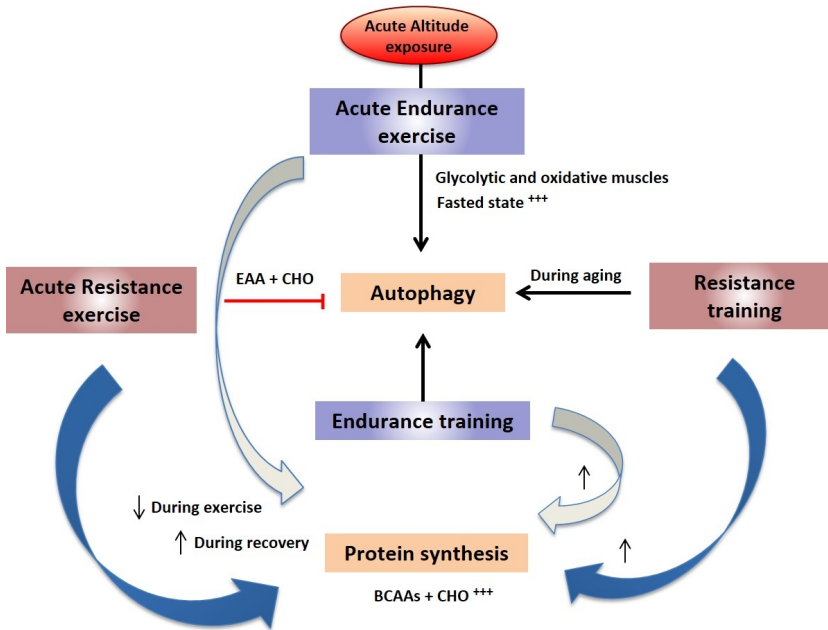 Acute Altitude
exposure
Acute Endurance
exercise
Glycolytic and oxidative muscles
Fasted state +++
Acute Resistance
exercise
EAA + CHO
Autophagy
During aging
Resistance
training
Endurance training
↓ During exercise
↑ During recovery
↑
↑
Protein synthesis
BCAAs + CHO +++